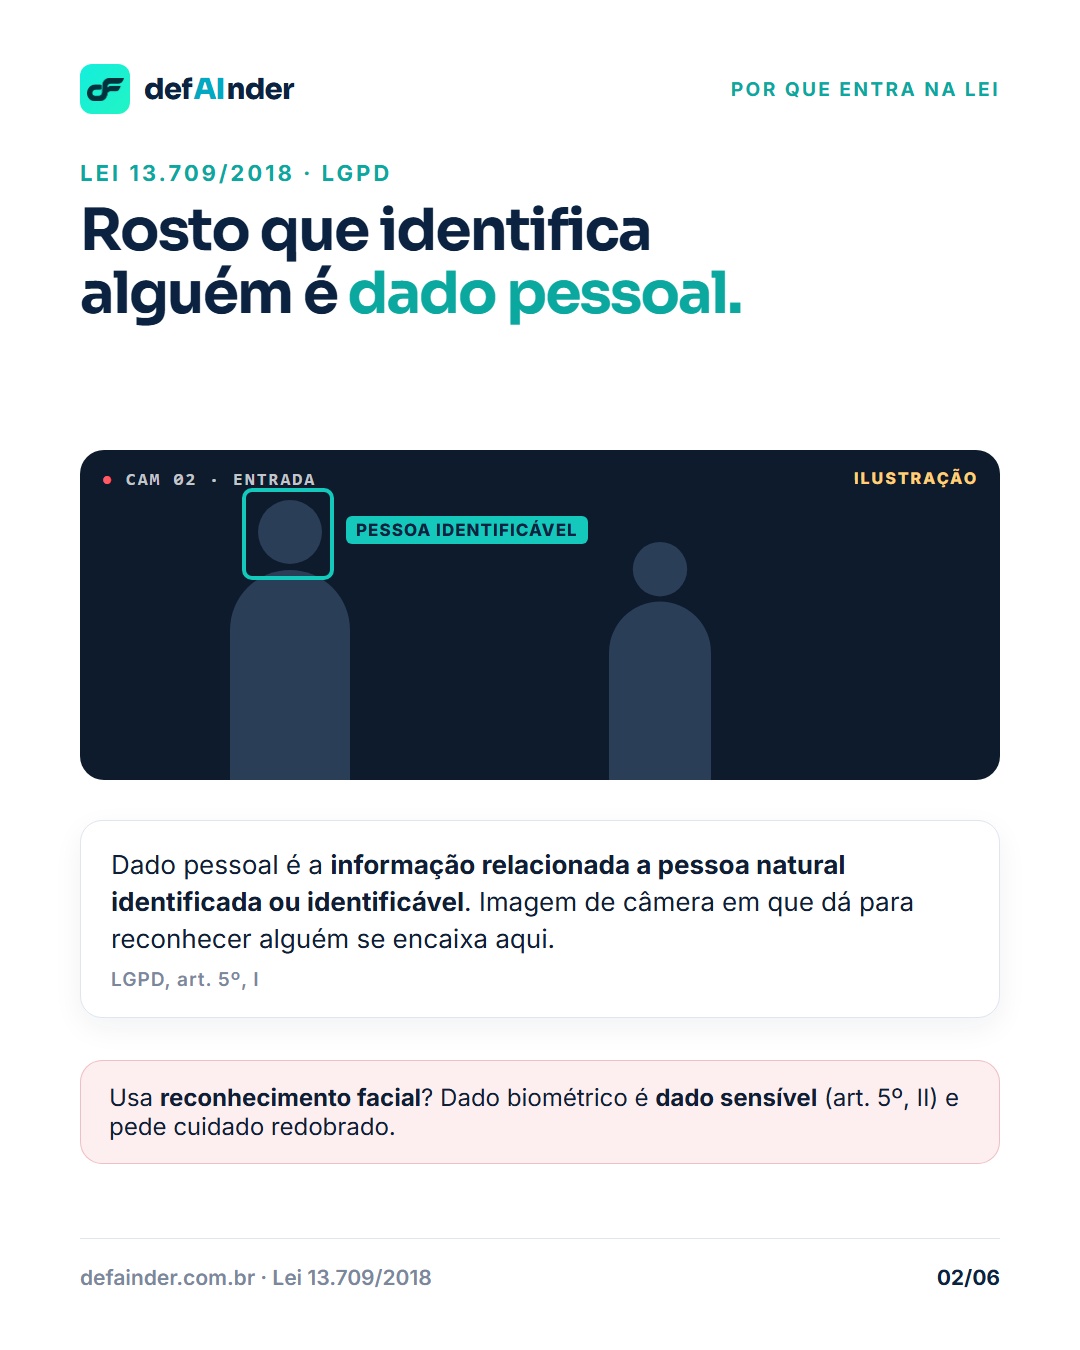 defAInder
POR QUE ENTRA NA LEI
LEI 13.709/2018 · LGPD
Rosto que identifica
alguém é dado pessoal.
CAM 02 · ENTRADA
ILUSTRAÇÃO
PESSOA IDENTIFICÁVEL
Dado pessoal é a informação relacionada a pessoa natural
identificada ou identificável. Imagem de câmera em que dá para
reconhecer alguém se encaixa aqui.
LGPD, art. 5º, I
Usa reconhecimento facial? Dado biométrico é dado sensível (art. 5º, II) e
pede cuidado redobrado.
defainder.com.br · Lei 13.709/2018
02/06